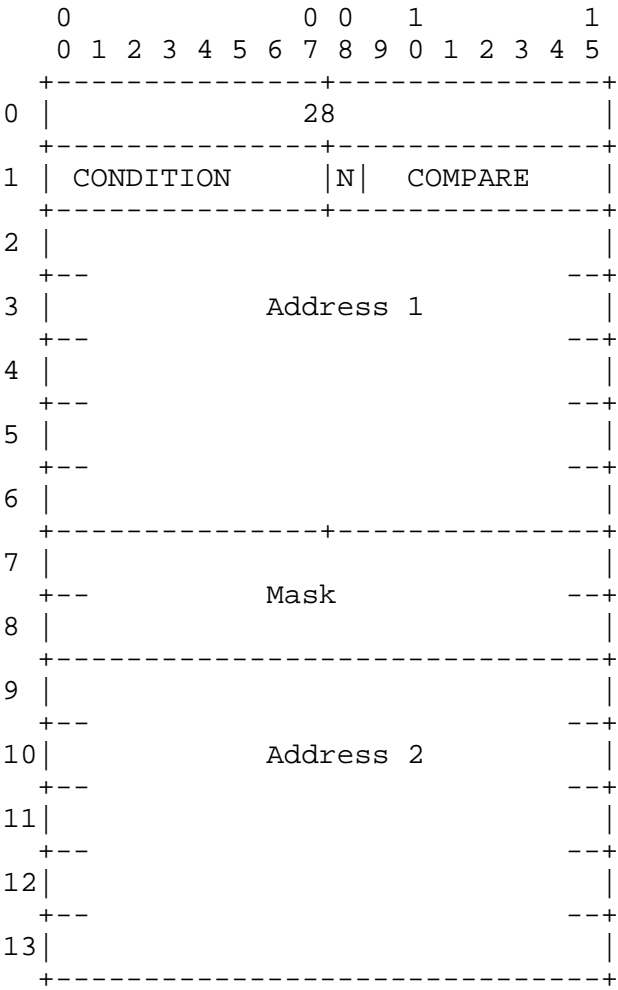 0             0 0   1         1
     0 1 2 3 4 5 6 7 8 9 0 1 2 3 4 5
    +---------------+---------------+
0   |              28               |
    +---------------+---------------+
1   | CONDITION     |N|  COMPARE    |
    +---------------+---------------+
2   |                               |
    +--                           --+
3   |            Address 1          |
    +--                           --+
4   |                               |
    +--                           --+
5   |                               |
    +--                           --+
6   |                               |
    +---------------+---------------+
7   |                               |
    +--          Mask             --+
8   |                               |
    +-------------------------------+
9   |                               |
    +--                           --+
10|            Address 2          |
    +--                           --+
11|                               |
    +--                           --+
12|                               |
    +--                           --+
13|                               |
    +-------------------------------+